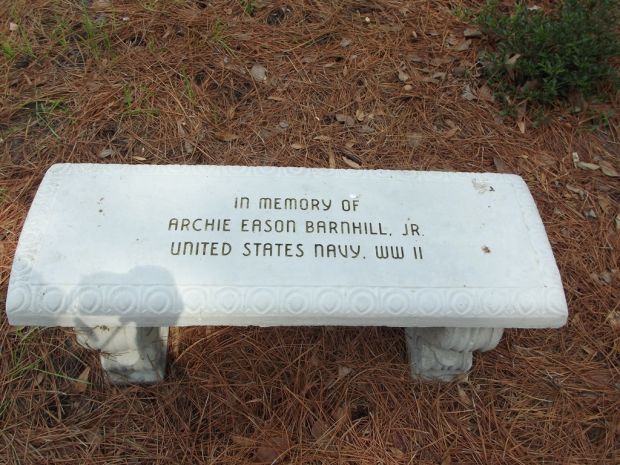 IN MEMORY OF
ARCHIE EASON BARNHILL, JR.
UNITED STATES NAVY, WW II